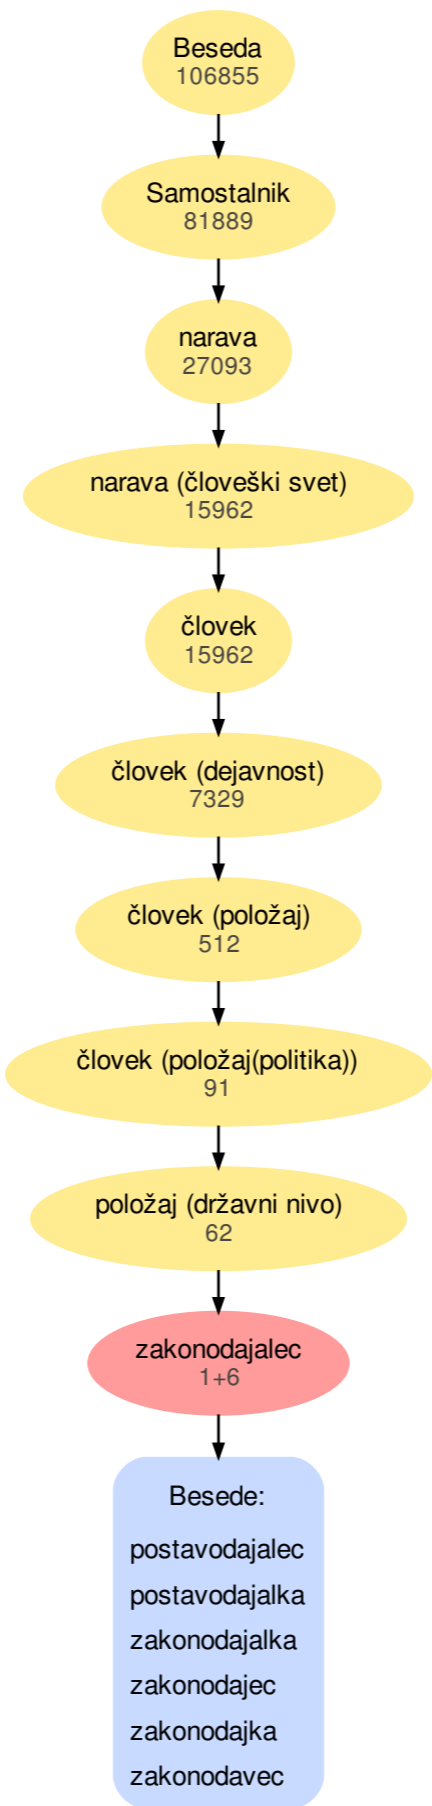 Beseda
106855
Samostalnik
81889
narava
27093
narava (človeški svet)
15962
človek
15962
človek (dejavnost)
7329
človek (položaj)
512
človek (položaj(politika))
91
položaj (državni nivo)
62
zakonodajalec
1+6
Besede:
postavodajalec
postavodajalka
zakonodajalka
zakonodajec
zakonodajka
zakonodavec